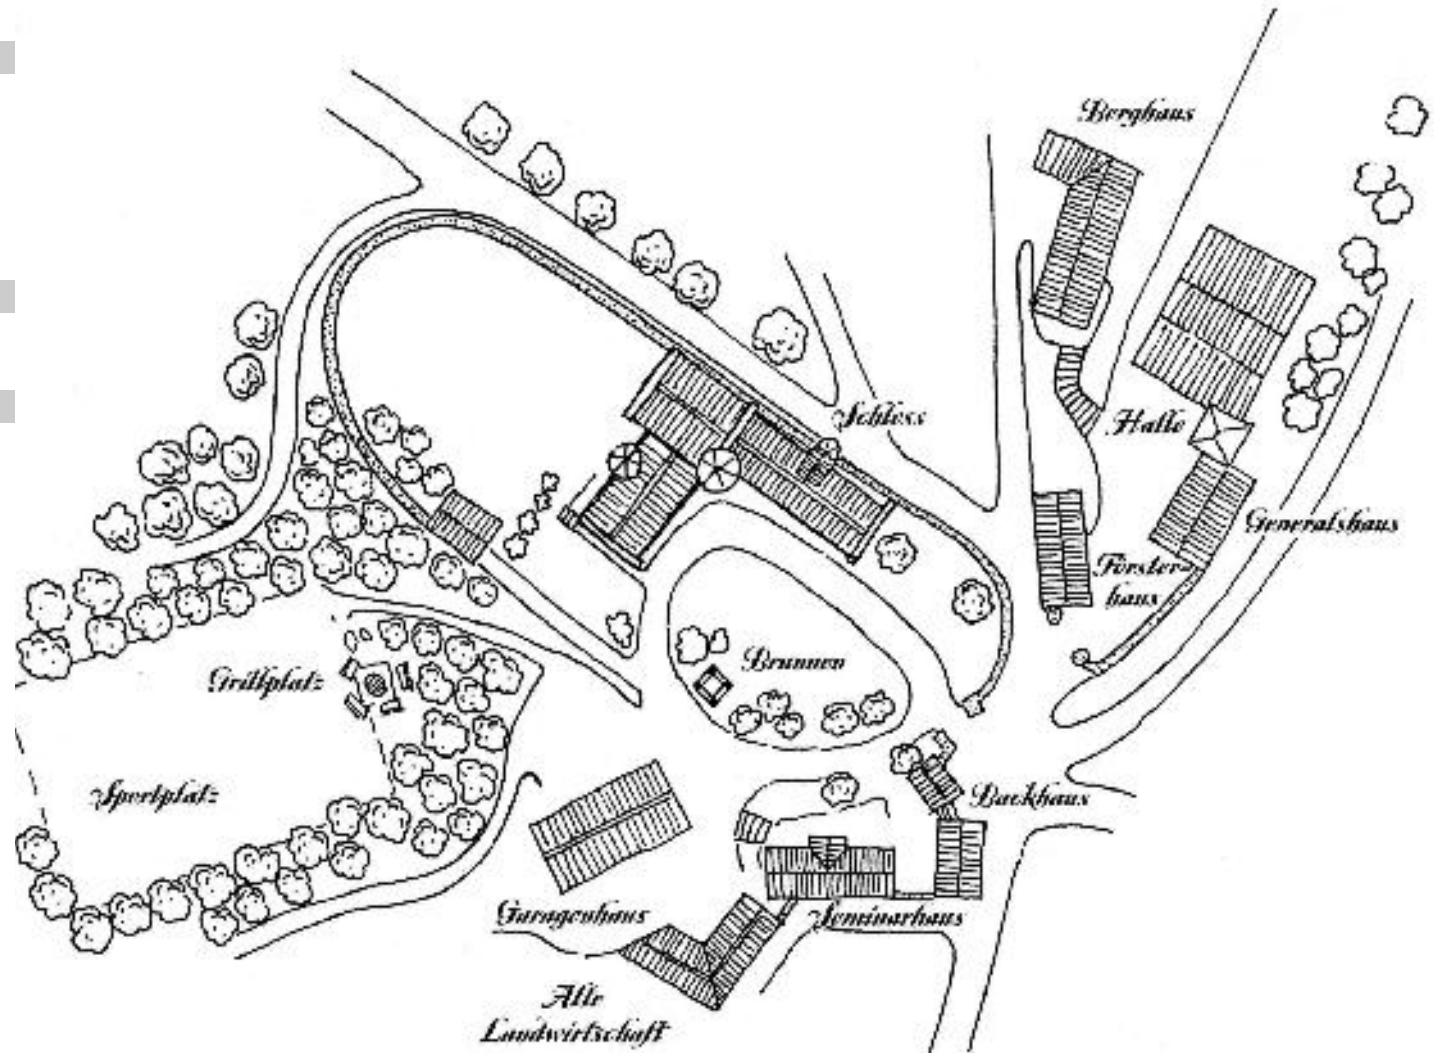 Berghaus
Schloss
Halle
Generalshaus
Förster-
haus
Brunnen
Grillplatz
Sportplatz
Backhaus
Garagenhaus
Seminarhaus
Alte
Landwirtschaft